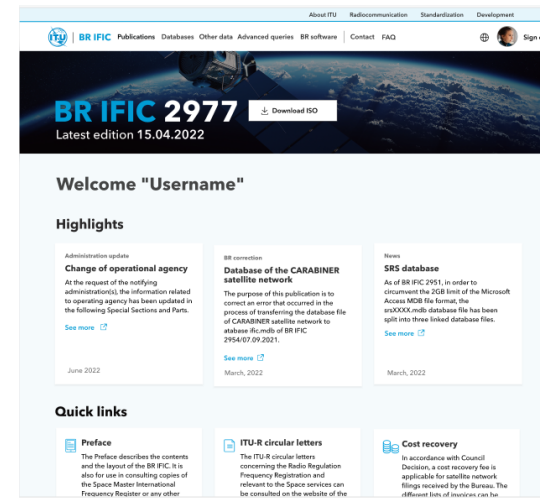 About ITU Radiocommunication Standardization Development
ITU BR IFIC Publications Databases Other data Advanced queries BR software Contact FAQ Sign
BR IFIC 2977 Download ISO
Latest edition 15.04.2022
Welcome "Username"
Highlights
Administration update
Change of operational agency
At the request of the notifying
administration(s), the information related
to operating agency has been updated in
the following Special Sections and Parts.
See more
June 2022
BR correction
Database of the CARABINER
satellite network
The purpose of this publication is to
correct an error that occurred in the
process of transferring the database file
of CARABINER satellite network to
atabase ific.mdb of BR IFIC
2954/07.09.2021.
See more
March, 2022
News
SRS database
As of BR IFIC 2951, in order to
circumvent the 2GB limit of the Microsoft
Access MDB file format, the
srsXXXX.mdb database file has been
split into three linked database files.
See more
March, 2022
Quick links
Preface
The Preface describes the contents
and the layout of the BR IFIC. It is
also for use in consulting copies of
the Space Master International
Frequency Register or any other
ITU-R circular letters
The ITU-R circular letters
concerning the Radio Regulation
Frequency Registration and
relevant to the Space services can
be consulted on the website of the
Cost recovery
In accordance with Council
Decision, a cost recovery fee is
applicable for satellite network
filings received by the Bureau. The
different lists of invoices can be